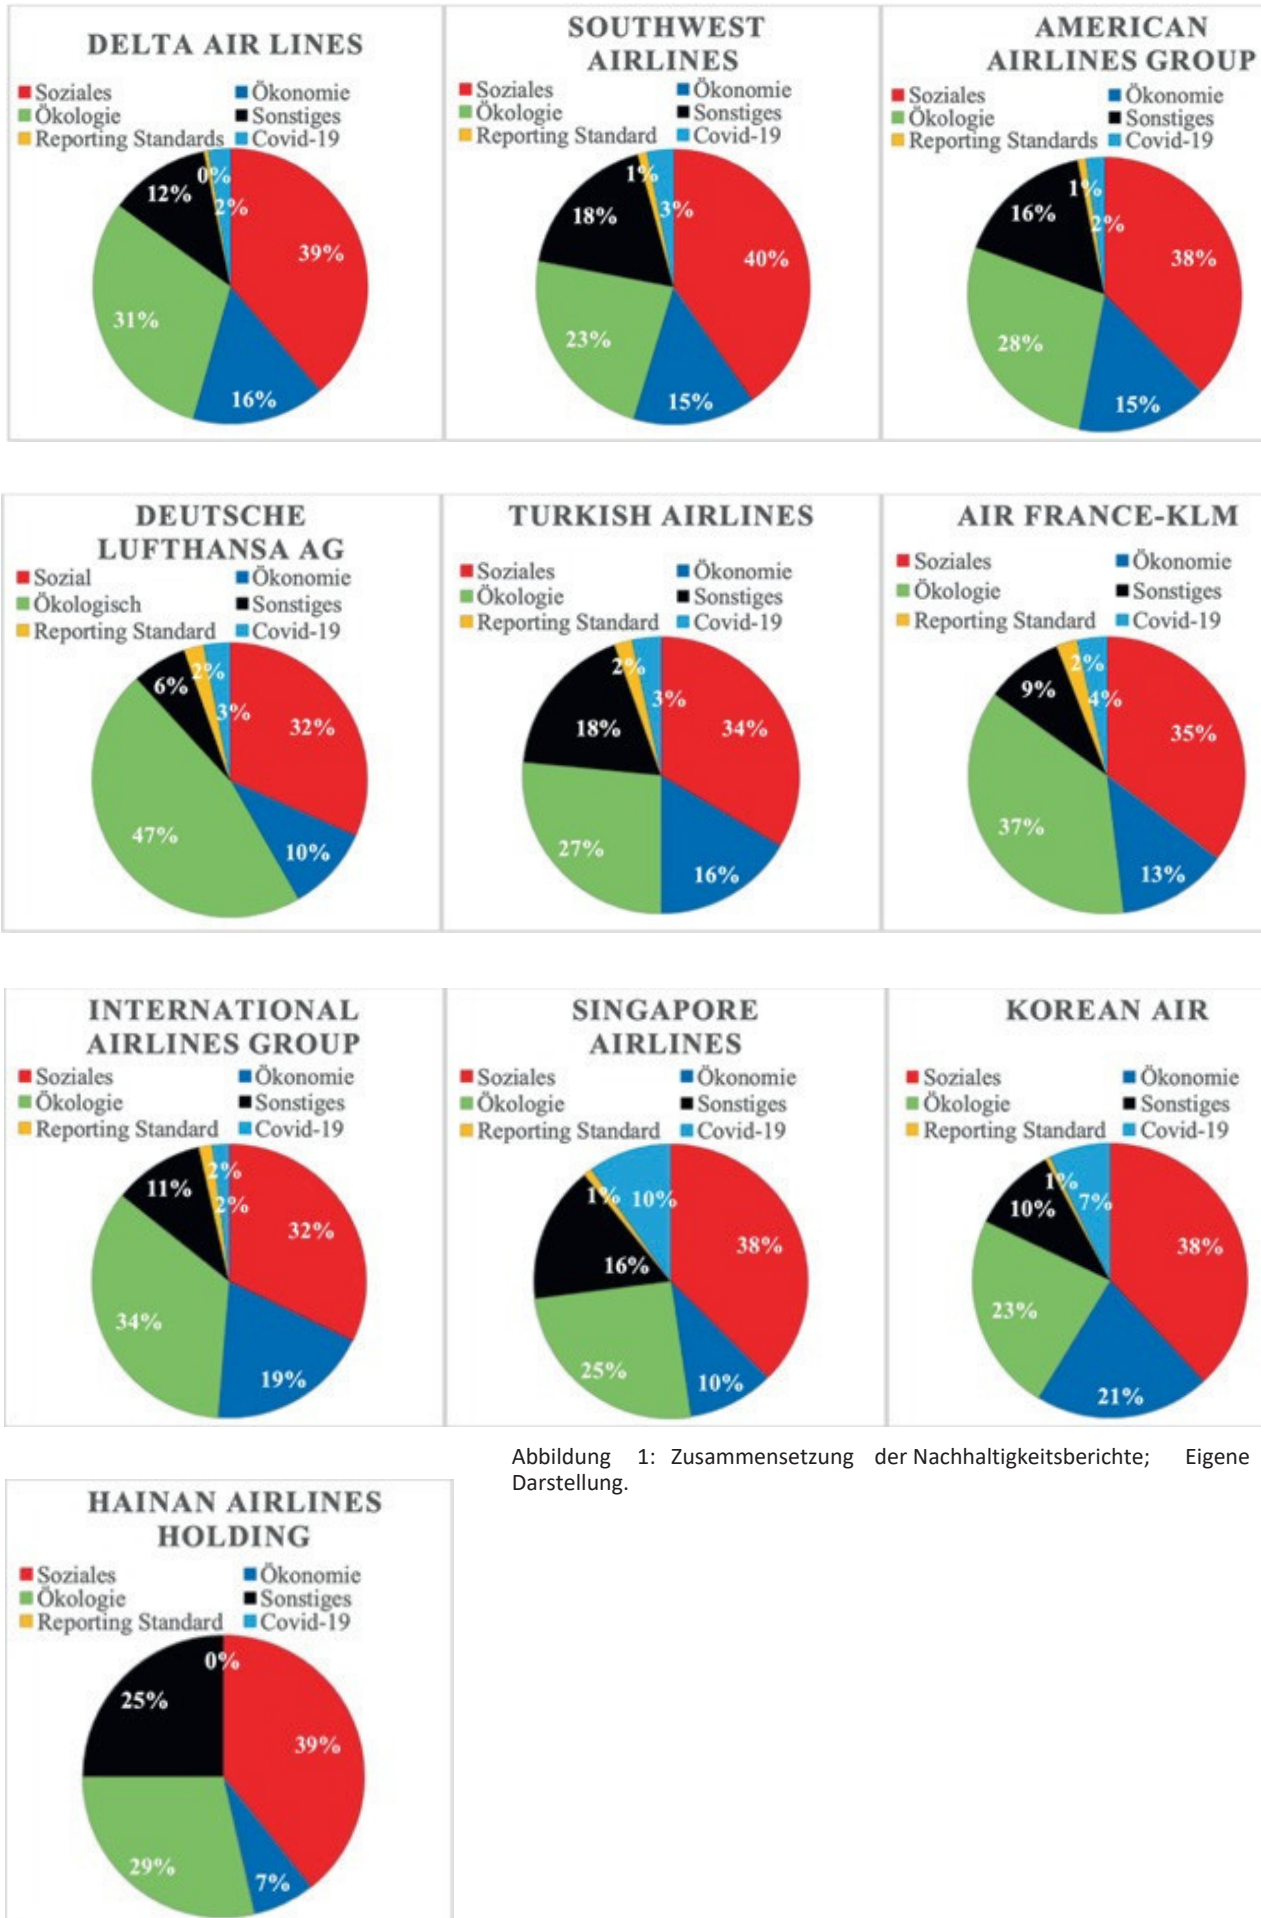 DELTA AIR LINES
Soziales Ökonomie
Ökologie Sonstiges
Reporting Standards Covid-19
0%
12%
2%
39%
31%
16%
SOUTHWEST
AIRLINES
Soziales Ökonomie
Ökologie Sonstiges
Reporting Standard Covid-19
1%
18%
3%
40%
23%
15%
AMERICAN
AIRLINES GROUP
Soziales Ökonomie
Ökologie Sonstiges
Reporting Standards Covid-19
1%
16%
2%
38%
28%
15%
DEUTSCHE
LUFTHANSA AG
Sozial Ökonomie
Ökologisch Sonstiges
Reporting Standard Covid-19
2%
6%
3%
32%
47%
10%
TURKISH AIRLINES
Soziales Ökonomie
Ökologie Sonstiges
Reporting Standard Covid-19
2%
3%
18%
34%
27%
16%
AIR FRANCE-KLM
Soziales Ökonomie
Ökologie Sonstiges
Reporting Standard Covid-19
2%
9%
4%
35%
37%
13%
INTERNATIONAL
AIRLINES GROUP
Soziales Ökonomie
Ökologie Sonstiges
Reporting Standard Covid-19
2%
11%
2%
32%
34%
19%
SINGAPORE
AIRLINES
Soziales Ökonomie
Ökologie Sonstiges
Reporting Standard Covid-19
1%
10%
38%
16%
25%
10%
KOREAN AIR
Soziales Ökonomie
Ökologie Sonstiges
Reporting Standard Covid-19
1%
10%
7%
38%
23%
21%
Abbildung 1: Zusammensetzung der Nachhaltigkeitsberichte; Eigene
Darstellung.
HAINAN AIRLINES
HOLDING
Soziales Ökonomie
Ökologie Sonstiges
Reporting Standard Covid-19
0%
25%
39%
29%
7%